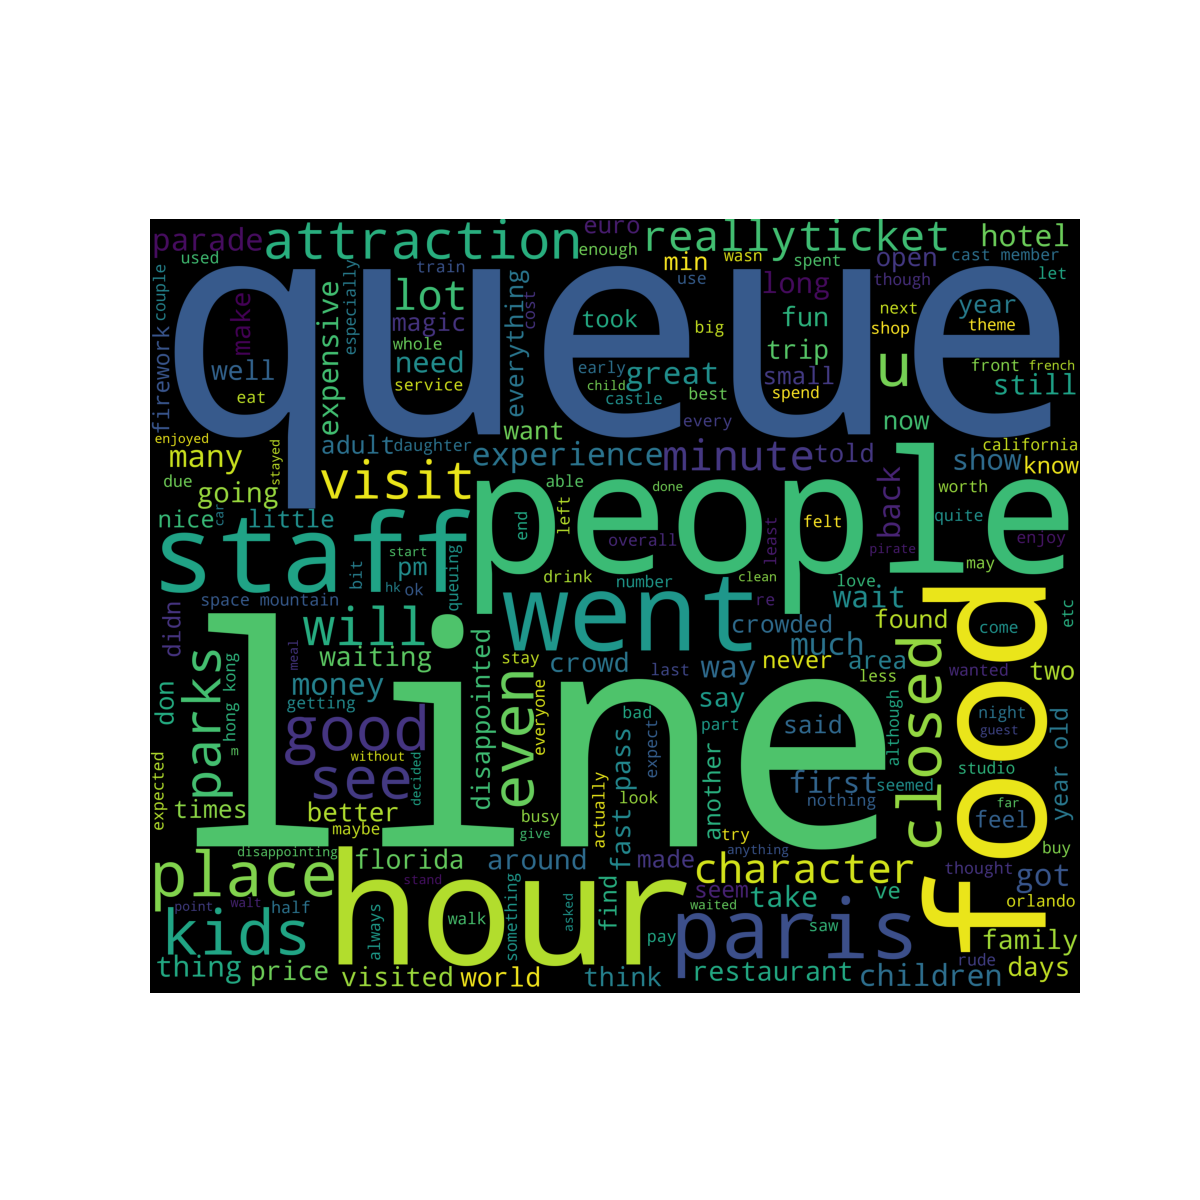 parade
attraction
euro
enough
reallyticket
hotel
used
couple
train
min
wasn
spent
open
cast member
though
let
queue
make
lot
magic
whole
especially
expensive
everything
cost
use
took
big
long
fun
trip
year
next
shop
theme
firework
well
eat
need
service
early
child
castle
great
best
small
spend
u
front
french
still
every
now
enjoyed
stayed
adult
daughter
want
many
due
going
visit
experience
minute
told
back
show
california
know
able
done
worth
nice
little
car
staff
people
end
left
felt
quite
enjoy
overall
least
pirate
may
start
bit
pm
hk
ok
queuing
drink
number
clean
love
space mountain
re
wait
etc
didn
will
went
crowded
found
food
come
waiting
meal
hong kong
parks
disappointed
stay
crowd
last
way
never
much
area
less
wanted
two
don
money
getting
line
even
everyone
say
part
bad
said
although
closed
night
guest
good
m
without
see
decided
expect
pass
first
seemed
studio
year old
expected
times
better
maybe
busy
give
actually
look
another
nothing
far
feel
try
buy
disappointing
florida
around
fast
made
anything
thought
got
place
stand
hour
character
seem
take
ve
orlando
point
walt
half
always
walk
something
asked
find
pay
waited
saw
kids
paris
family
rude
thing
price
visited
world
think
restaurant
children
days